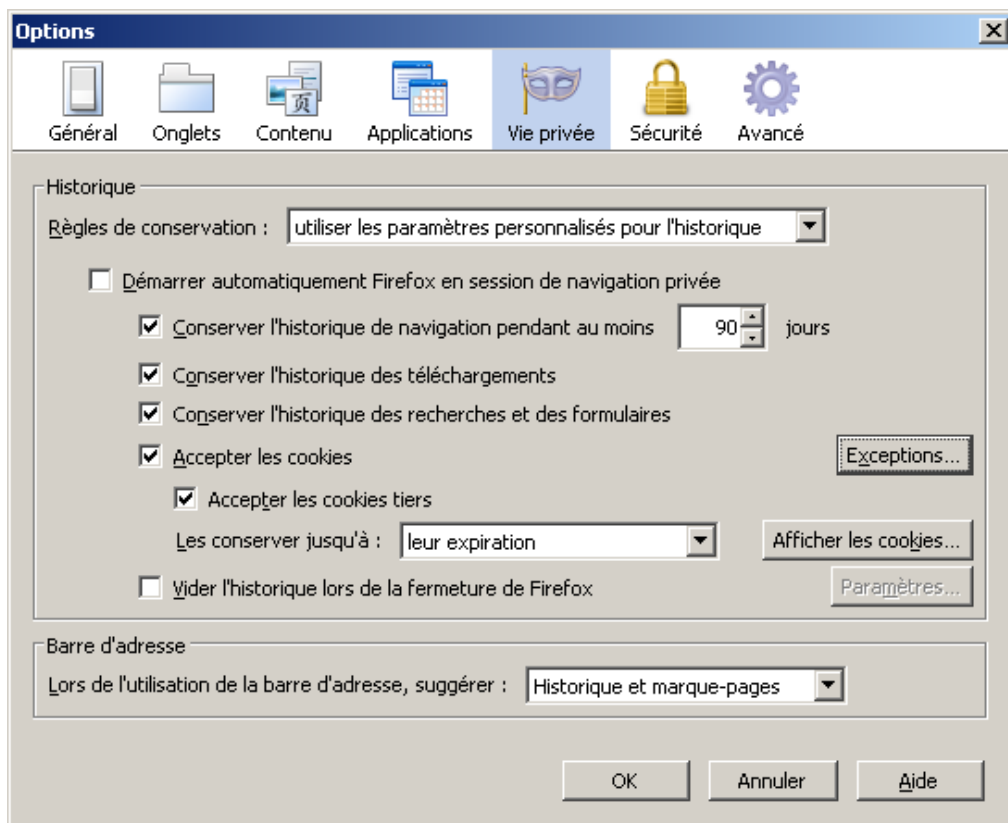 Options
Général Onglets Contenu Applications Vie privée Sécurité Avancé
页
Historique
Règles de conservation : utiliser les paramètres personnalisés pour l'historique
Démarrer automatiquement Firefox en session de navigation privée
Conserver l'historique de navigation pendant au moins 90 jours
Conserver l'historique des téléchargements
Conserver l'historique des recherches et des formulaires
Accepter les cookies Exceptions...
Accepter les cookies tiers
Les conserver jusqu'à : leur expiration Afficher les cookies...
Vider l'historique lors de la fermeture de Firefox Paramètres...
Barre d'adresse
Lors de l'utilisation de la barre d'adresse, suggérer : Historique et marque-pages
OK Annuler Aide